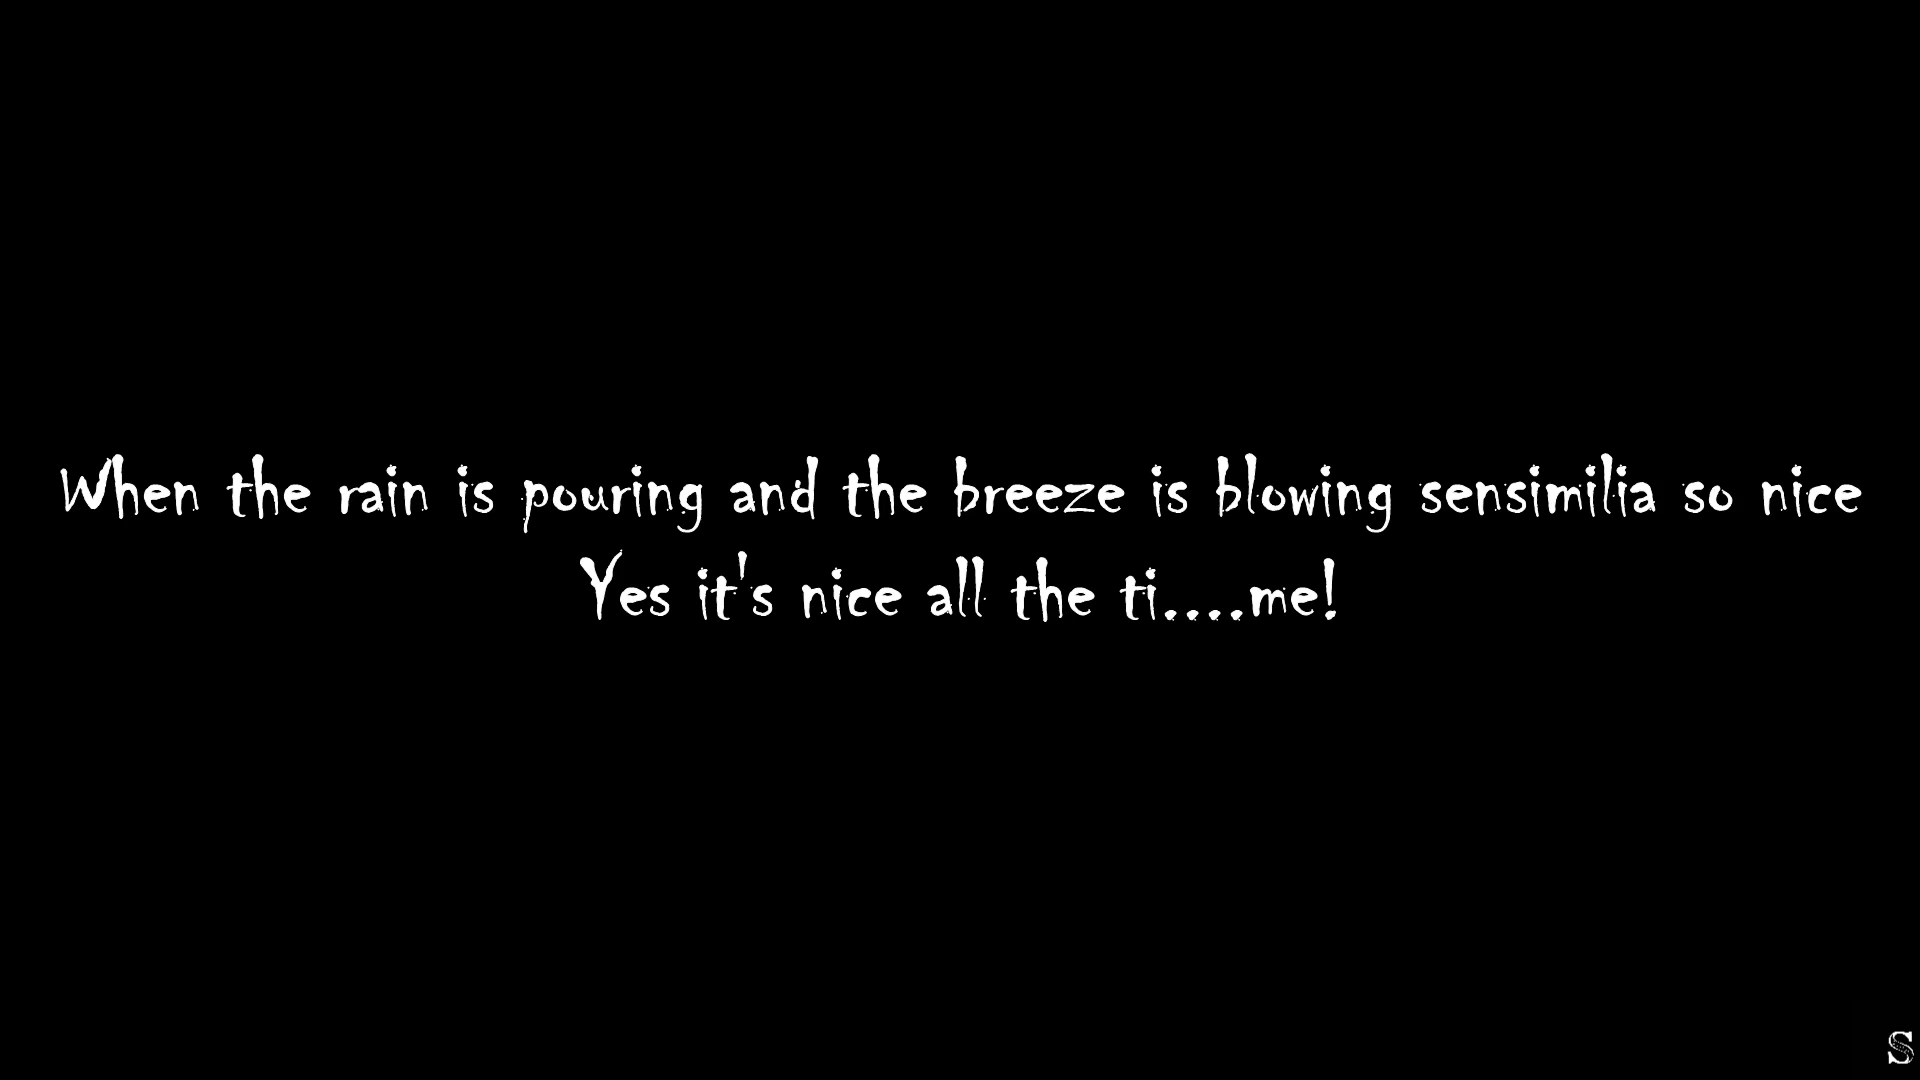 When the rain is pouring and the breeze is blowing sensimilia so nice
Yes it's nice all the ti....me!
S